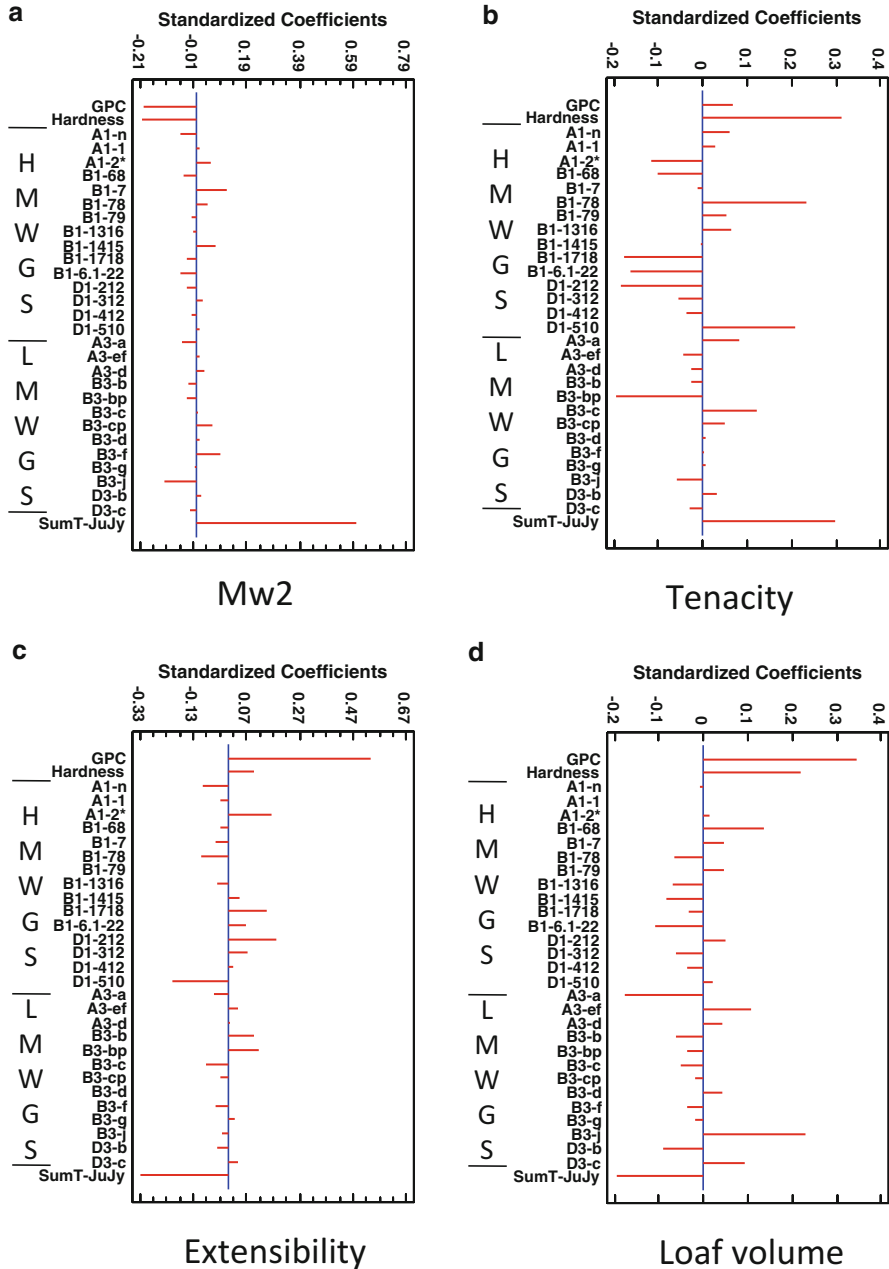 a
Standardized Coefficients
-0.21 -0.01 0.19 0.39 0.59 0.79
GPC
Hardness
A1-n
A1-1
A1-2*
B1-68
B1-7
B1-78
B1-79
B1-1316
B1-1415
B1-1718
B1-6.1-22
D1-212
D1-312
D1-412
D1-510
A3-a
A3-ef
A3-d
B3-b
B3-bp
B3-c
B3-cp
B3-d
B3-f
B3-g
B3-j
D3-b
D3-c
SumT-JuJy
H
M
W
G
S
L
M
W
G
S
Mw2
b
Standardized Coefficients
-0.2 -0.1 0 0.1 0.2 0.3 0.4
GPC
Hardness
A1-n
A1-1
A1-2*
B1-68
B1-7
B1-78
B1-79
B1-1316
B1-1415
B1-1718
B1-6.1-22
D1-212
D1-312
D1-412
D1-510
A3-a
A3-ef
A3-d
B3-b
B3-bp
B3-c
B3-cp
B3-d
B3-f
B3-g
B3-j
D3-b
D3-c
SumT-JuJy
H
M
W
G
S
L
M
W
G
S
Tenacity
c
Standardized Coefficients
-0.33 -0.13 0.07 0.27 0.47 0.67
GPC
Hardness
A1-n
A1-1
A1-2*
B1-68
B1-7
B1-78
B1-79
B1-1316
B1-1415
B1-1718
B1-6.1-22
D1-212
D1-312
D1-412
D1-510
A3-a
A3-ef
A3-d
B3-b
B3-bp
B3-c
B3-cp
B3-d
B3-f
B3-g
B3-j
D3-b
D3-c
SumT-JuJy
H
M
W
G
S
L
M
W
G
S
Extensibility
d
Standardized Coefficients
-0.2 -0.1 0 0.1 0.2 0.3 0.4
GPC
Hardness
A1-n
A1-1
A1-2*
B1-68
B1-7
B1-78
B1-79
B1-1316
B1-1415
B1-1718
B1-6.1-22
D1-212
D1-312
D1-412
D1-510
A3-a
A3-ef
A3-d
B3-b
B3-bp
B3-c
B3-cp
B3-d
B3-f
B3-g
B3-j
D3-b
D3-c
SumT-JuJy
H
M
W
G
S
L
M
W
G
S
Loaf volume